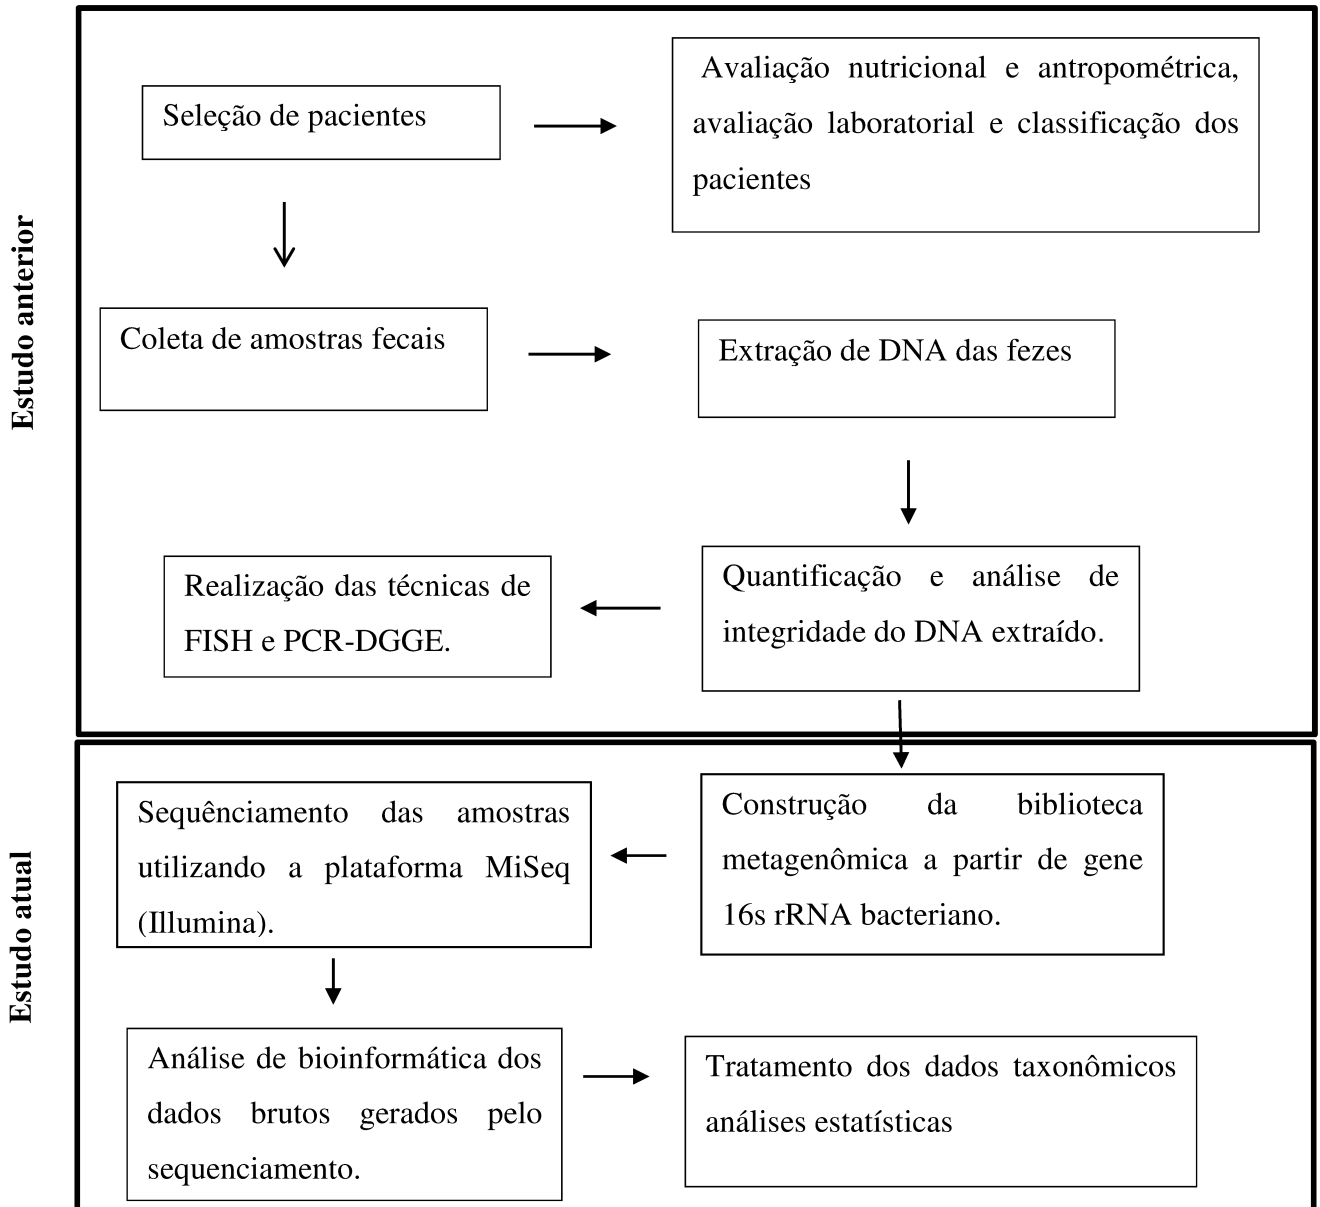 Estudo anterior
Seleção de pacientes
Avaliação nutricional e antropométrica,
avaliação laboratorial e classificação dos
pacientes
Coleta de amostras fecais
Extração de DNA das fezes
Realização das técnicas de
FISH e PCR-DGGE.
Quantificação e análise de
integridade do DNA extraído.
Estudo atual
Sequênciamento das amostras
utilizando a plataforma MiSeq
(Illumina).
Construção da biblioteca
metagenômica a partir de gene
16s rRNA bacteriano.
Análise de bioinformática dos
dados brutos gerados pelo
sequenciamento.
Tratamento dos dados taxonômicos
análises estatísticas